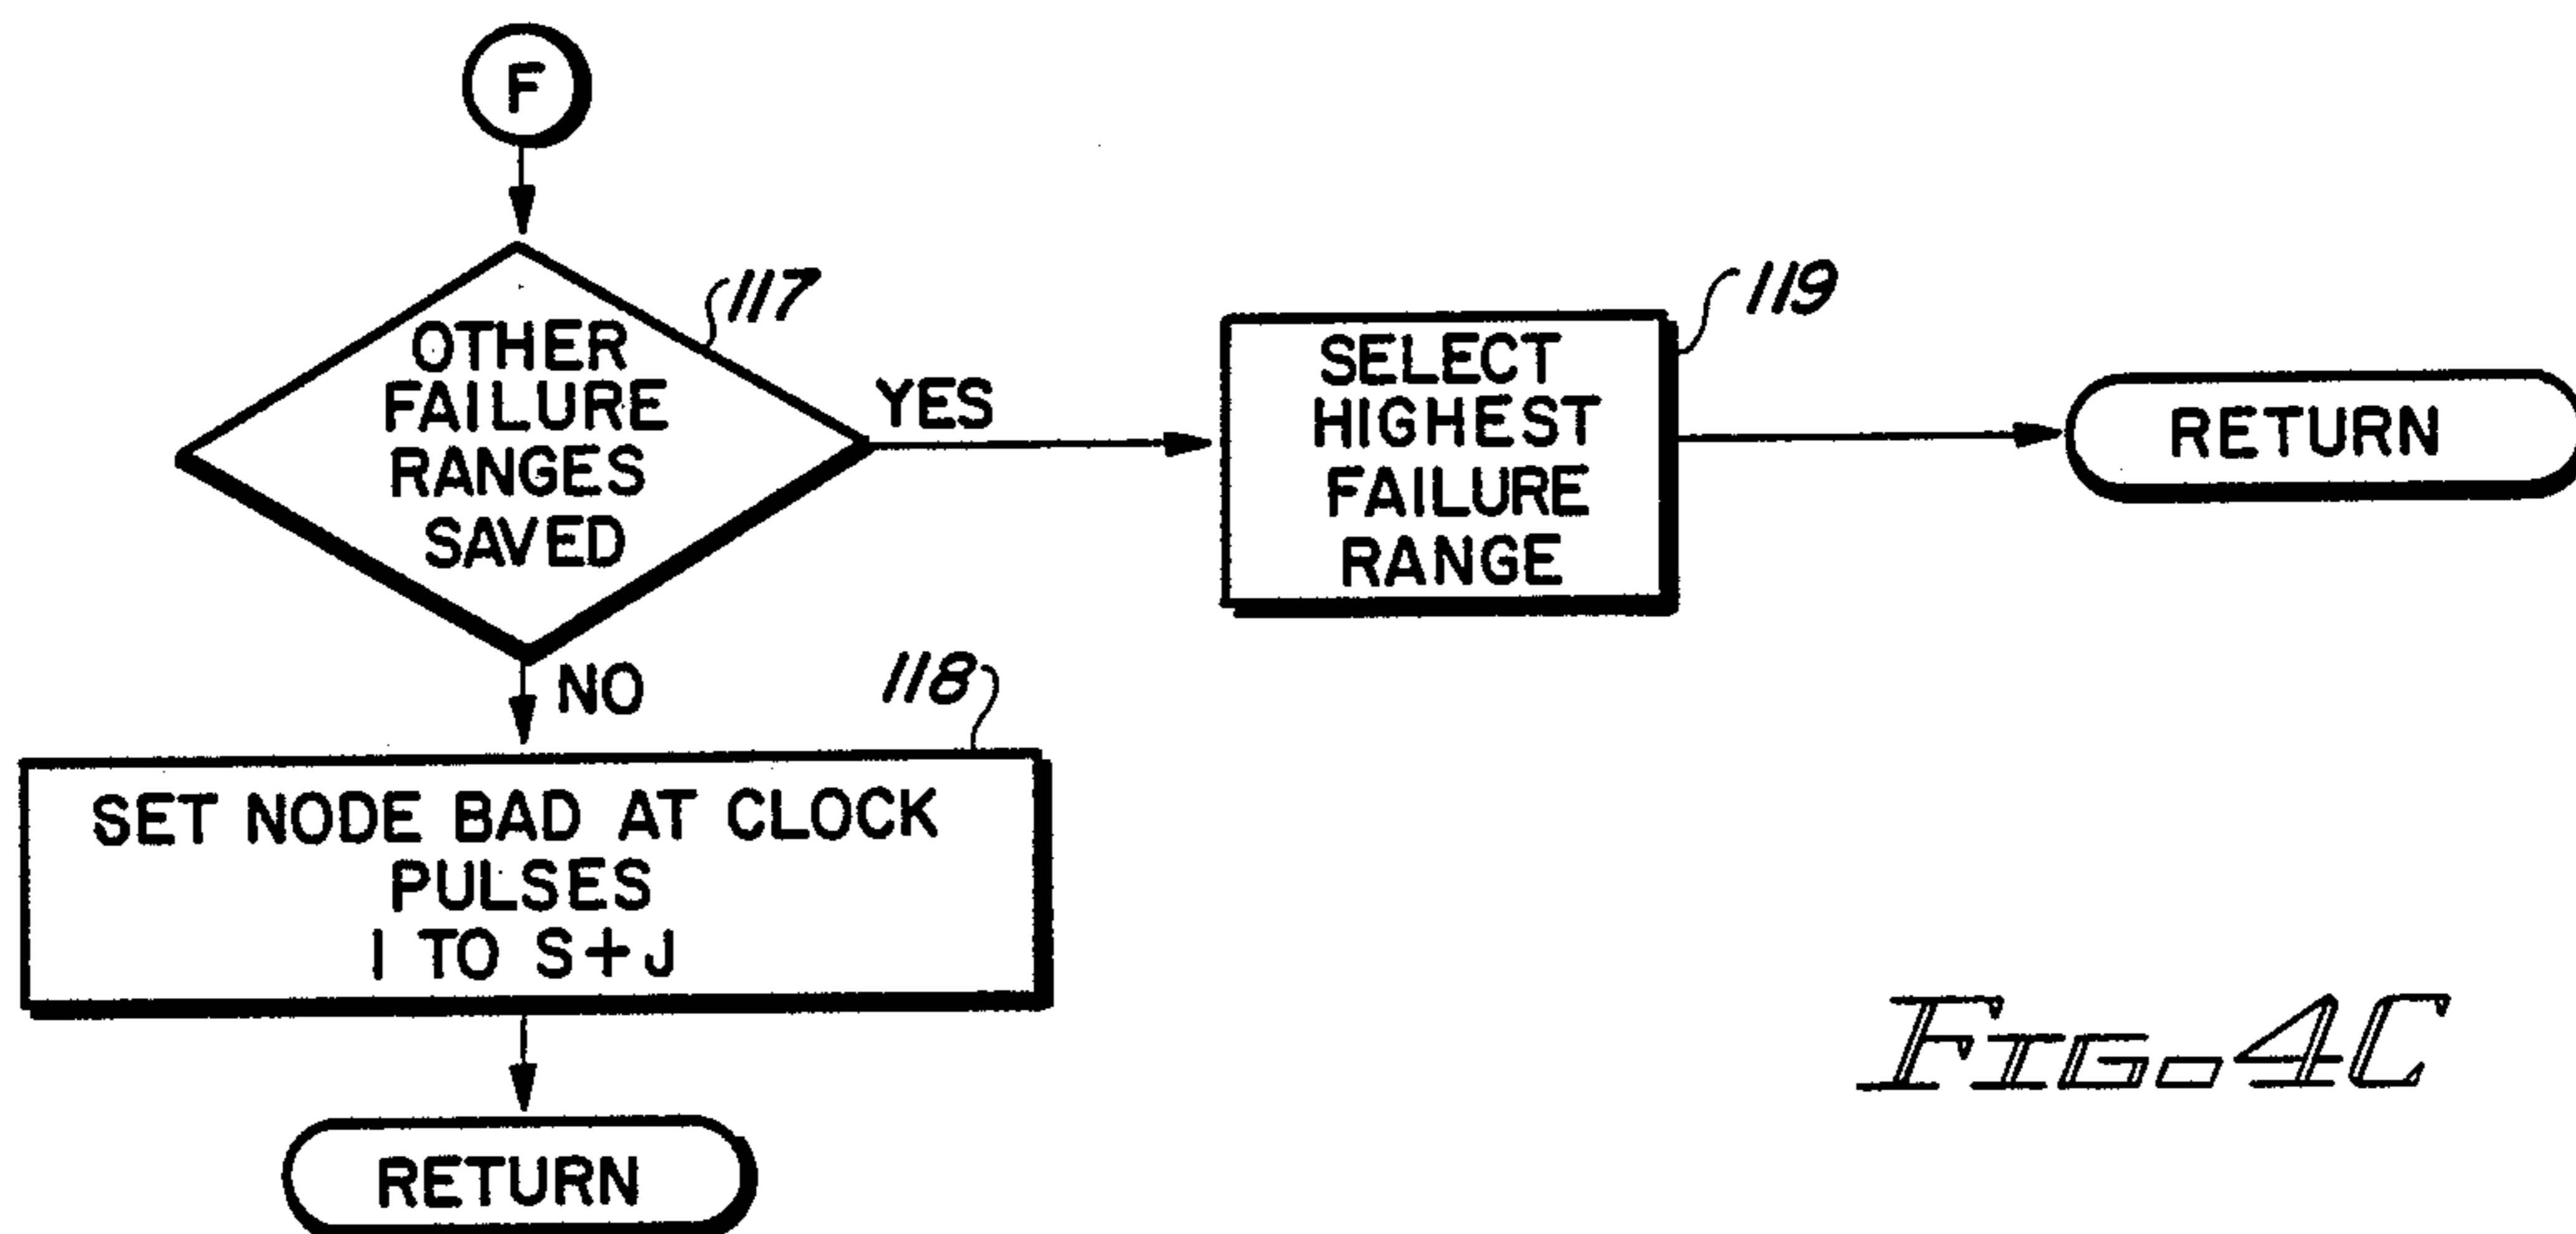 F
OTHER
FAILURE
RANGES
SAVED
117
YES
SELECT
HIGHEST
FAILURE
RANGE
119
RETURN
NO
118
SET NODE BAD AT CLOCK
PULSES
1 TO S+J
RETURN
FIG. 4C